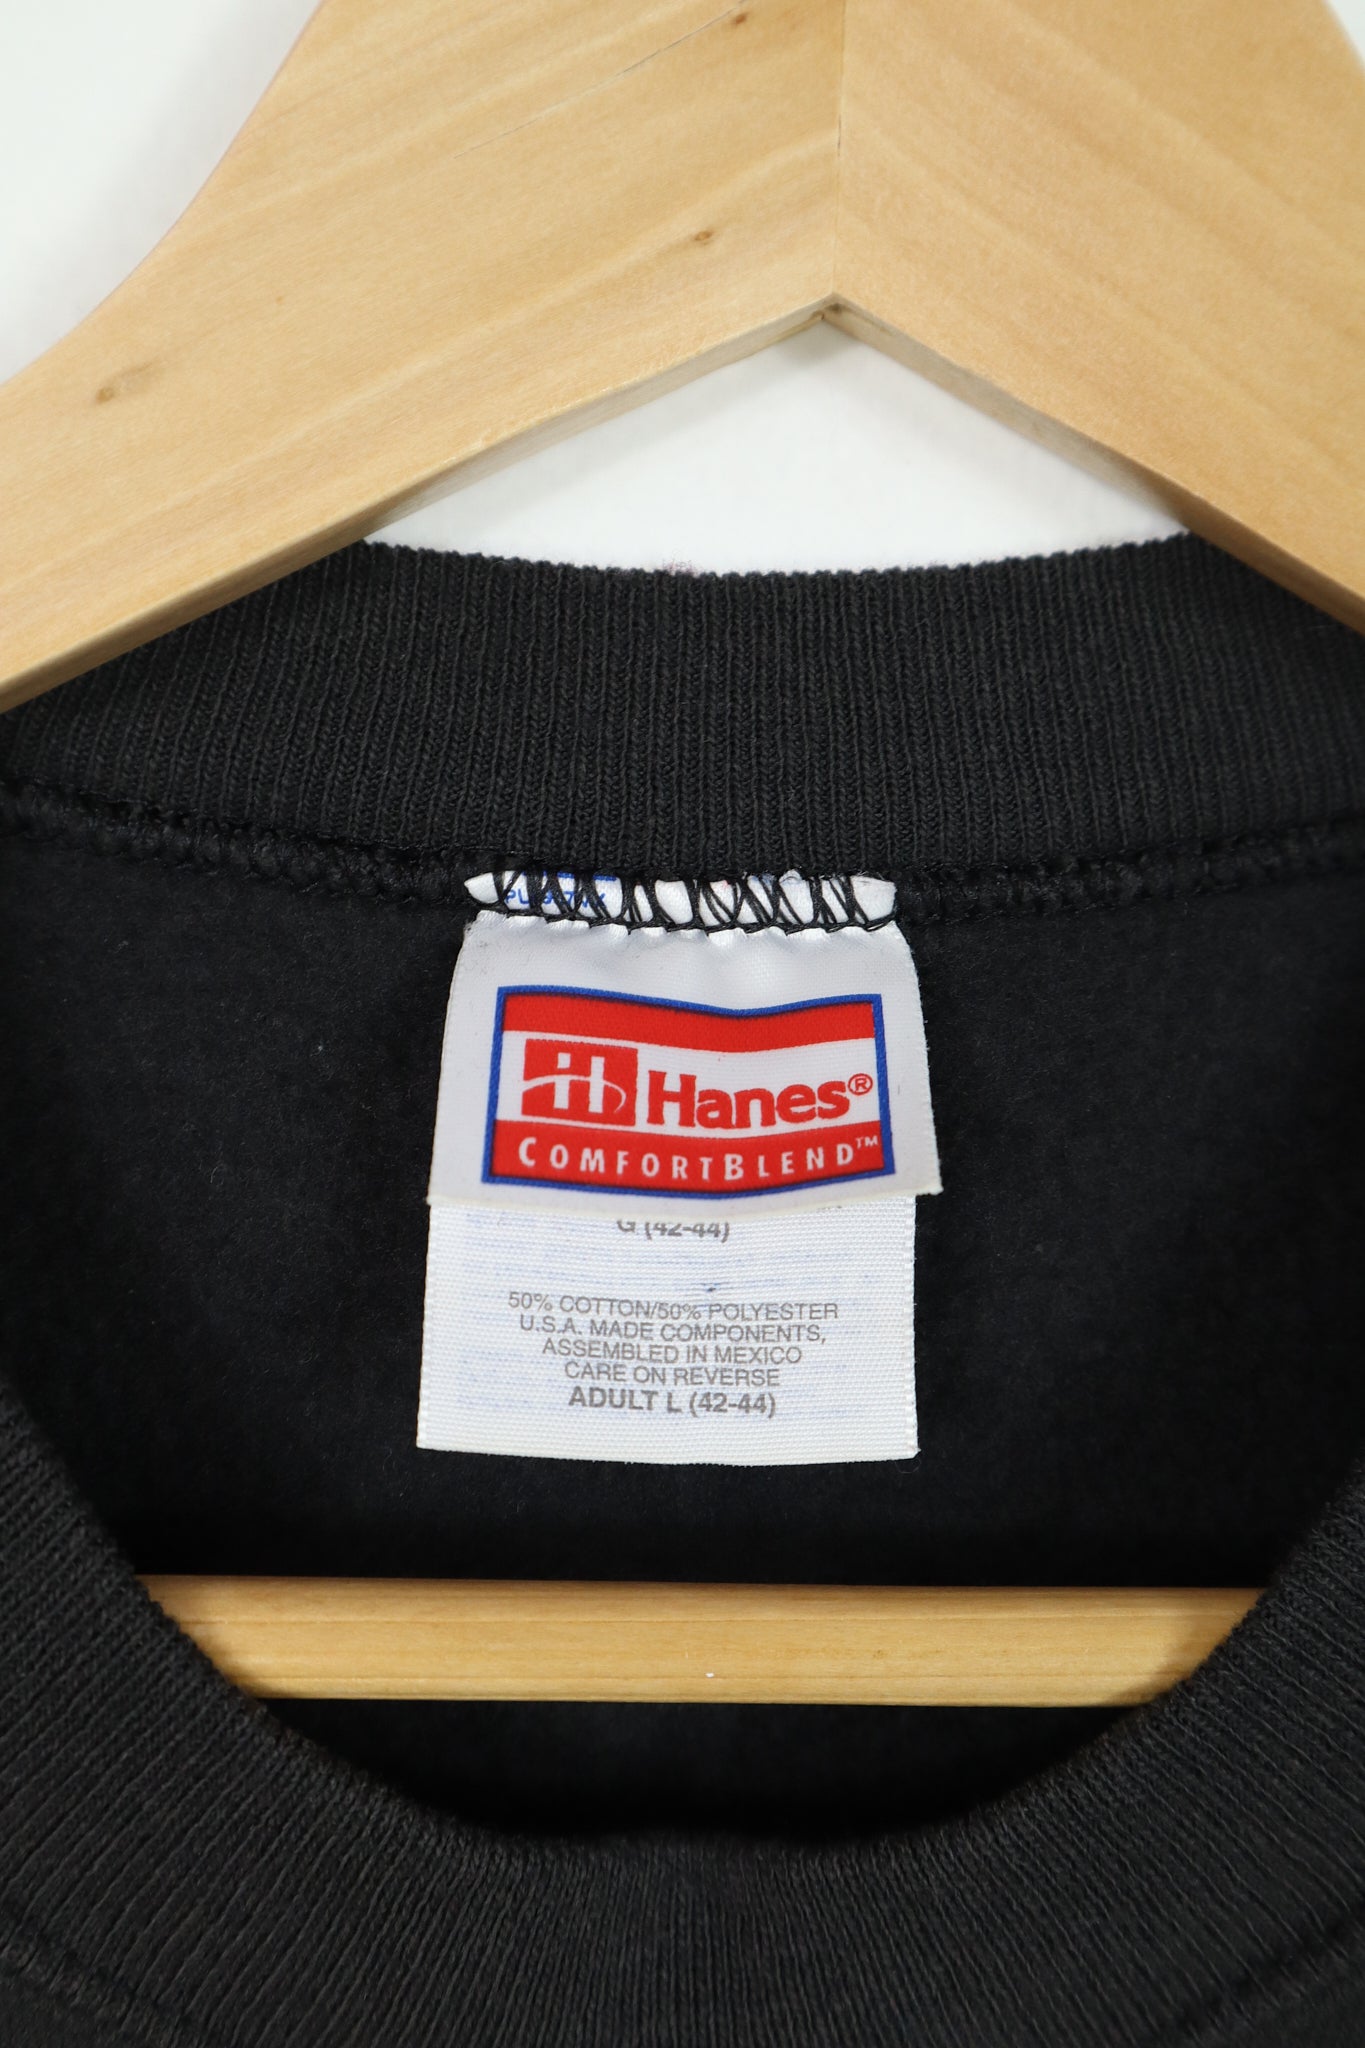 Hanes®
COMFORTBLEND™
G (42-44)
50% COTTON/50% POLYESTER
U.S.A. MADE COMPONENTS,
ASSEMBLED IN MEXICO
CARE ON REVERSE
ADULT L (42-44)